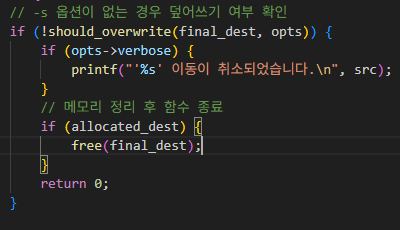 // -s 옵션이 없는 경우 덮어쓰기 여부 확인
if (!should_overwrite(final_dest, opts)) {
    if (opts->verbose) {
        printf("'%s' 이동이 취소되었습니다.\n", src);
    }
    // 메모리 정리 후 함수 종료
    if (allocated_dest) {
        free(final_dest);
    }
    return 0;
}